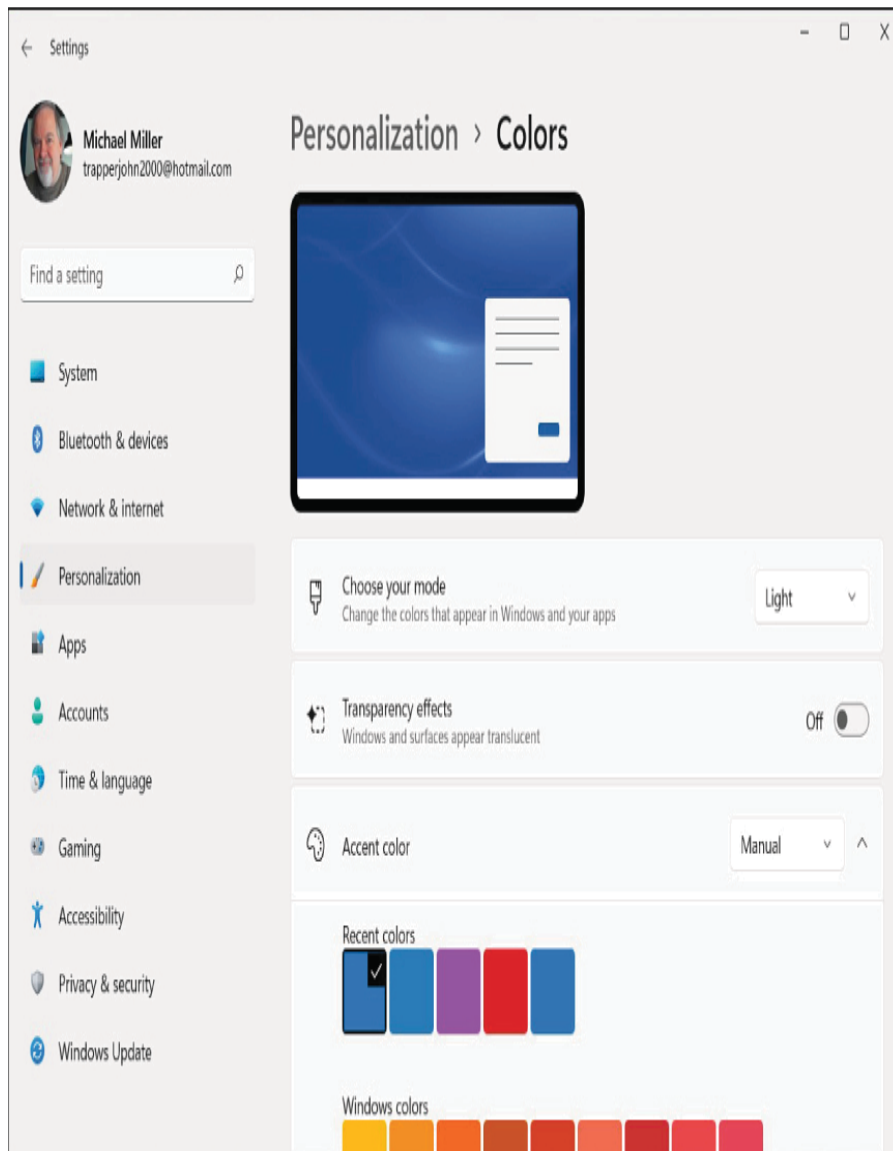 Settings
Michael Miller
trapperjohn2000@hotmail.com
Find a setting
System
Bluetooth & devices
Network & internet
Personalization
Apps
Accounts
Time & language
Gaming
Accessibility
Privacy & security
Windows Update
Personalization > Colors
Choose your mode
Change the colors that appear in Windows and your apps
Light
Transparency effects
Windows and surfaces appear translucent
Off
Accent color
Manual
Recent colors
Windows colors